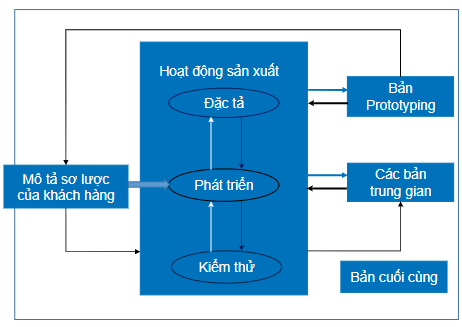 Hoạt động sản xuất
Đặc tả
Bản
Prototyping
Mô tả sơ lược
của khách hàng
Phát triển
Các bản
trung gian
Kiểm thử
Bản cuối cùng